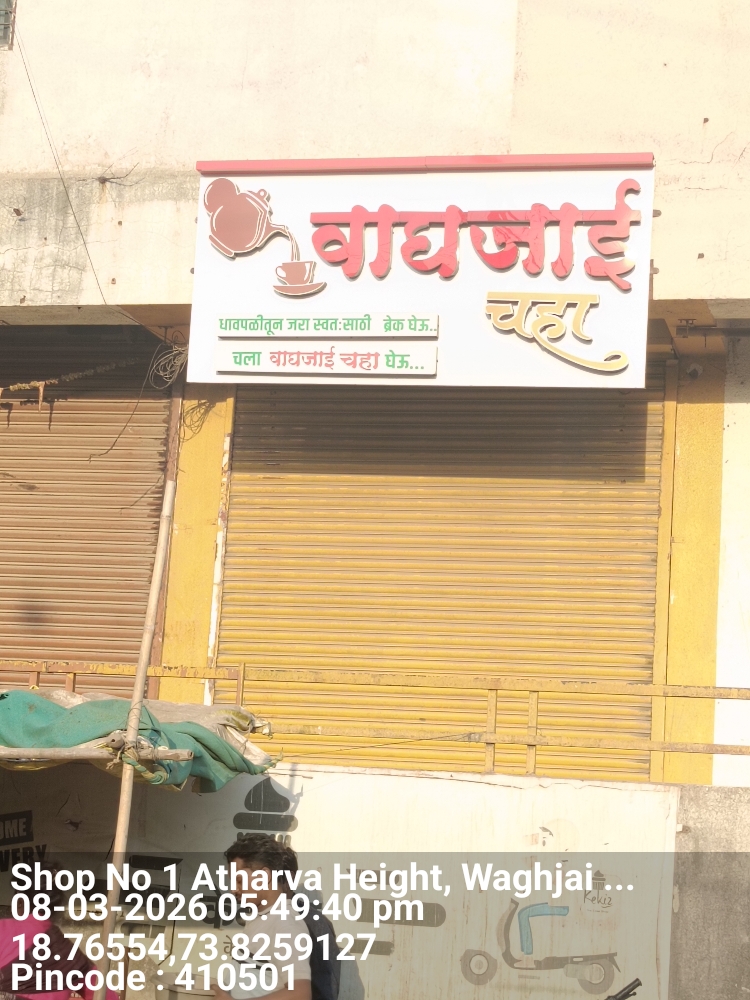 वाघजाई
चहा
धावपळीतून जरा स्वतःसाठी ब्रेक घेऊ..
चला वाघजाई चहा घेऊ...
Kekiz
Shop No 1 Atharva Height, Waghjai ...
08-03-2026 05:49:40 pm
18.76554,73.8259127
Pincode : 410501